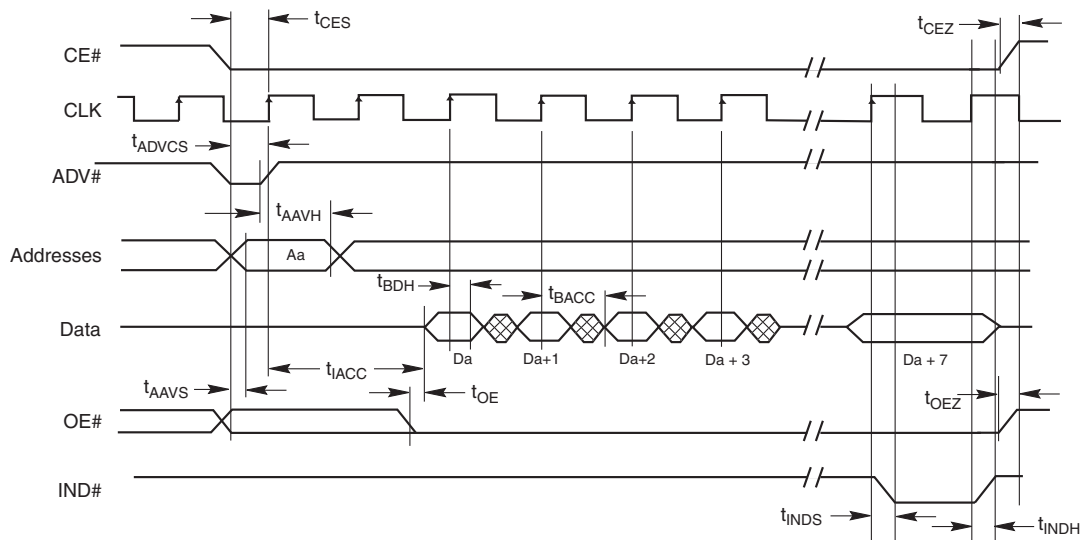 tCES
tCEZ
CE#
CLK
tADVCS
ADV#
tAAVH
Addresses
Aa
tBDH
tBACC
Data
Da
Da+1
Da+2
Da + 3
Da + 7
tIACC
tAAVS
tOE
tOEZ
OE#
IND#
tINDS
tINDH